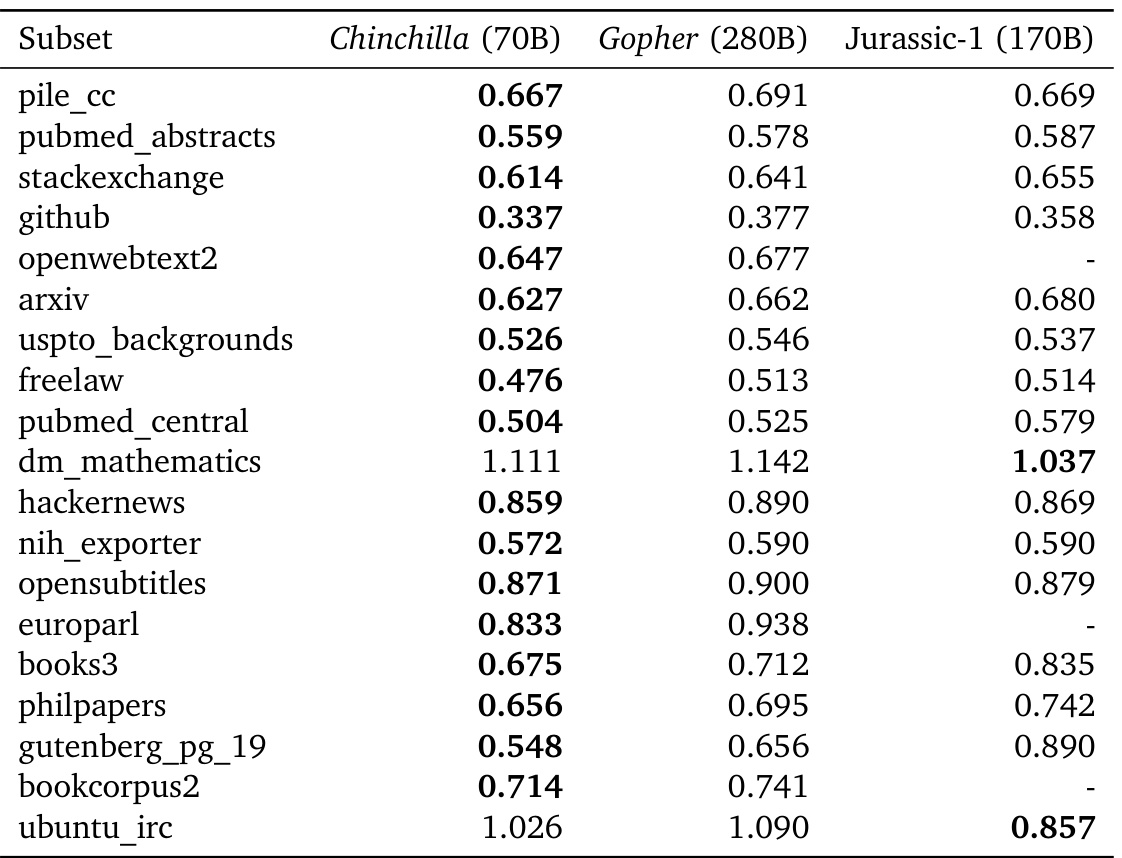 Subset Chinchilla (70B) Gopher (280B) Jurassic-1 (170B)
pile_cc 0.667 0.691 0.669
pubmed_abstracts 0.559 0.578 0.587
stackexchange 0.614 0.641 0.655
github 0.337 0.377 0.358
openwebtext2 0.647 0.677 -
arxiv 0.627 0.662 0.680
uspto_backgrounds 0.526 0.546 0.537
freelaw 0.476 0.513 0.514
pubmed_central 0.504 0.525 0.579
dm_mathematics 1.111 1.142 1.037
hackernews 0.859 0.890 0.869
nih_exporter 0.572 0.590 0.590
opensubtitles 0.871 0.900 0.879
europarl 0.833 0.938 -
books3 0.675 0.712 0.835
philpapers 0.656 0.695 0.742
gutenberg_pg_19 0.548 0.656 0.890
bookcorpus2 0.714 0.741 -
ubuntu_irc 1.026 1.090 0.857